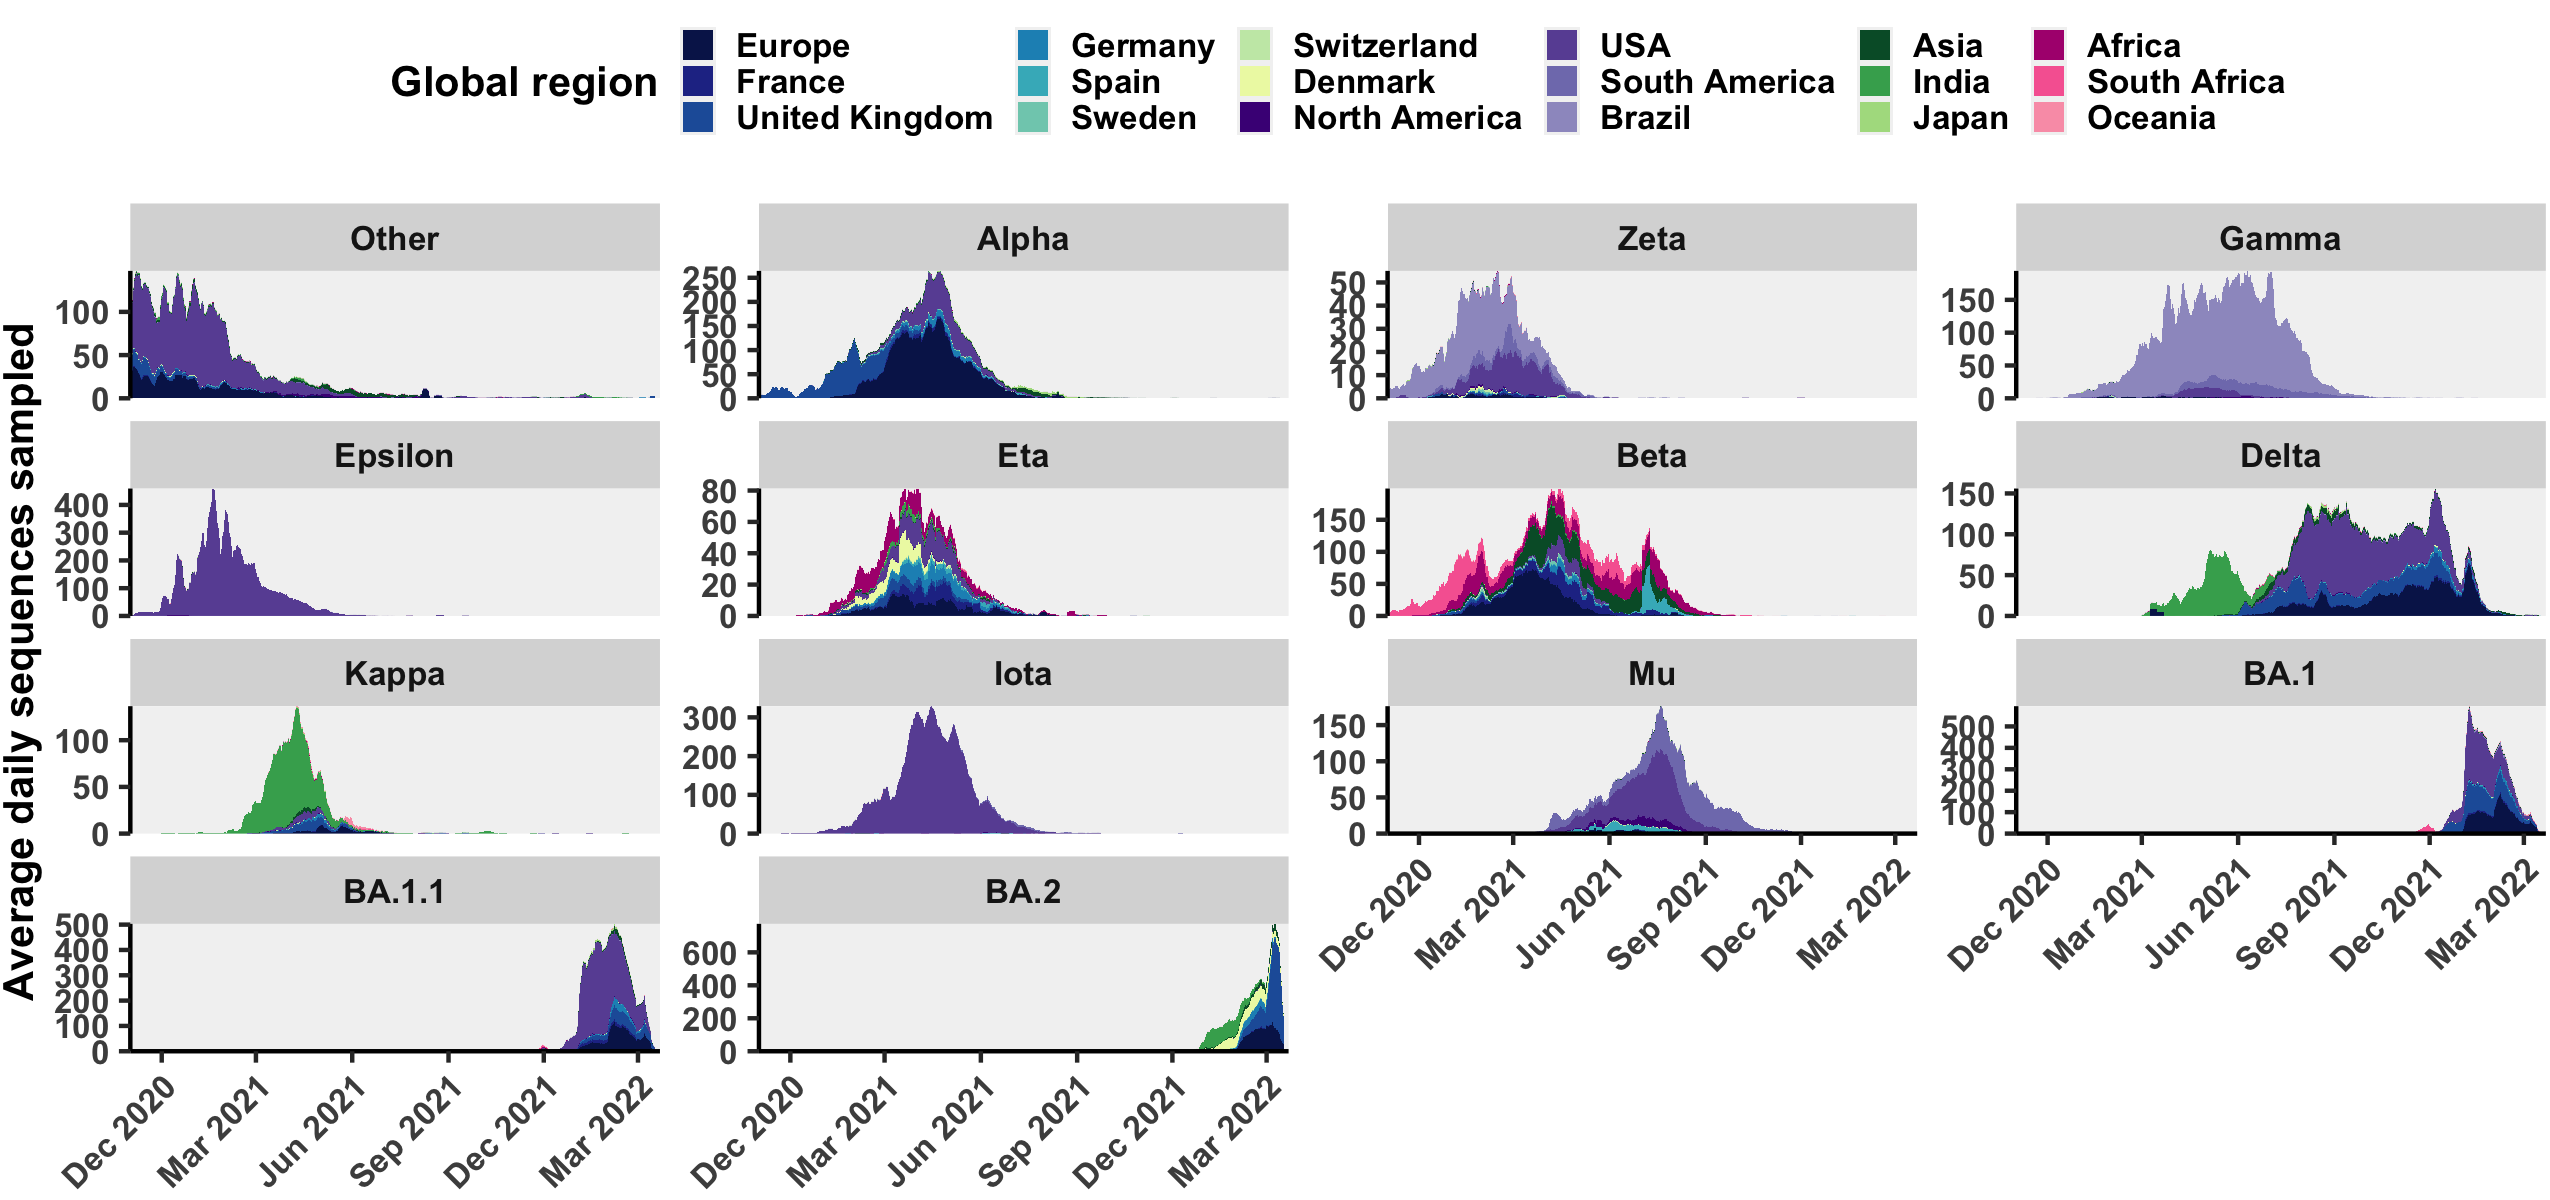 Global region
Europe
France
United Kingdom
Germany
Spain
Sweden
Switzerland
Denmark
North America
USA
South America
Brazil
Asia
India
Japan
Africa
South Africa
Oceania
Average daily sequences sampled
Other
100
50
0
Alpha
250
200
150
100
50
0
Zeta
50
40
30
20
10
0
Gamma
150
100
50
0
Epsilon
400
300
200
100
0
Eta
80
60
40
20
0
Beta
150
100
50
0
Delta
150
100
50
0
Kappa
100
50
0
Iota
300
200
100
0
Mu
150
100
50
0
Dec 2020
Mar 2021
Jun 2021
Sep 2021
Dec 2021
Mar 2022
BA.1
500
400
300
200
100
0
Dec 2020
Mar 2021
Jun 2021
Sep 2021
Dec 2021
Mar 2022
BA.1.1
500
400
300
200
100
0
Dec 2020
Mar 2021
Jun 2021
Sep 2021
Dec 2021
Mar 2022
BA.2
600
400
200
0
Dec 2020
Mar 2021
Jun 2021
Sep 2021
Dec 2021
Mar 2022